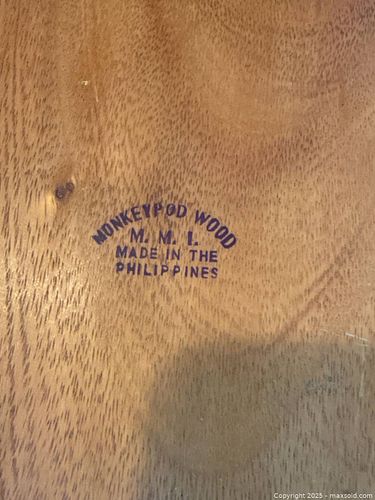 MONKEYPOD WOOD
M. M. I.
MADE IN THE
PHILIPPINES
Copyright 2025 - maxsold.com